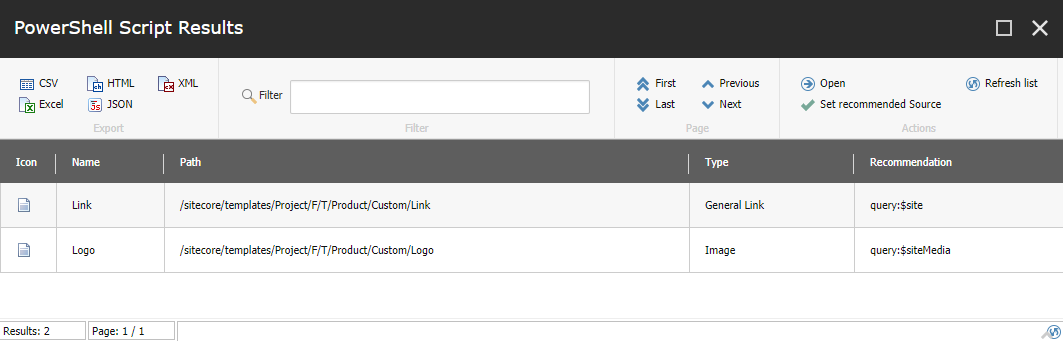 PowerShell Script Results
CSV HTML XML
Excel JSON
Export
Filter
Filter
First Previous
Last Next
Page
Open Refresh list
Set recommended Source
Actions
Icon Name Path Type Recommendation
Link /sitecore/templates/Project/F/T/Product/Custom/Link General Link query:$site
Logo /sitecore/templates/Project/F/T/Product/Custom/Logo Image query:$siteMedia
Results: 2 Page: 1 / 1